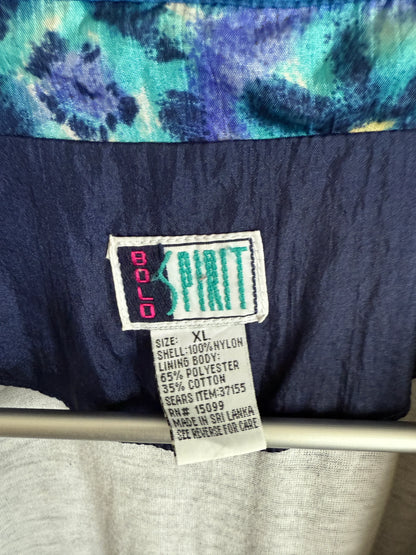 BOLD
SPIRIT
SIZE: XL
SHELL:100%NYLON
LINING BODY:
65% POLYESTER
35% COTTON
SEARS ITEM:37155
RN# 15099
MADE IN SRI LANKA
SEE REVERSE FOR CARE